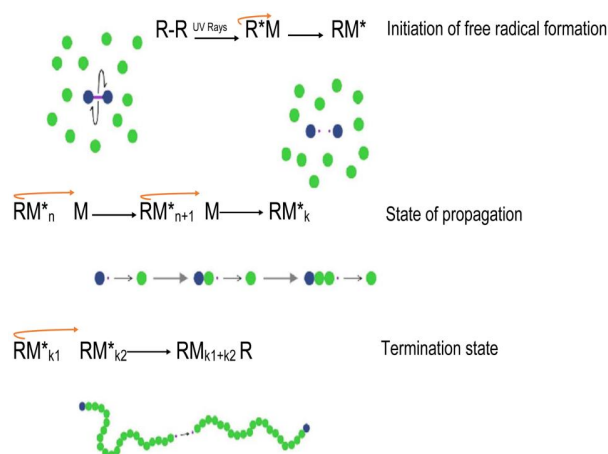 R-R UV Rays R*M RM* Initiation of free radical formation
RM*n M RM*n+1 M RM*k State of propagation
RM*k1 RM*k2 RMk1+k2 R Termination state